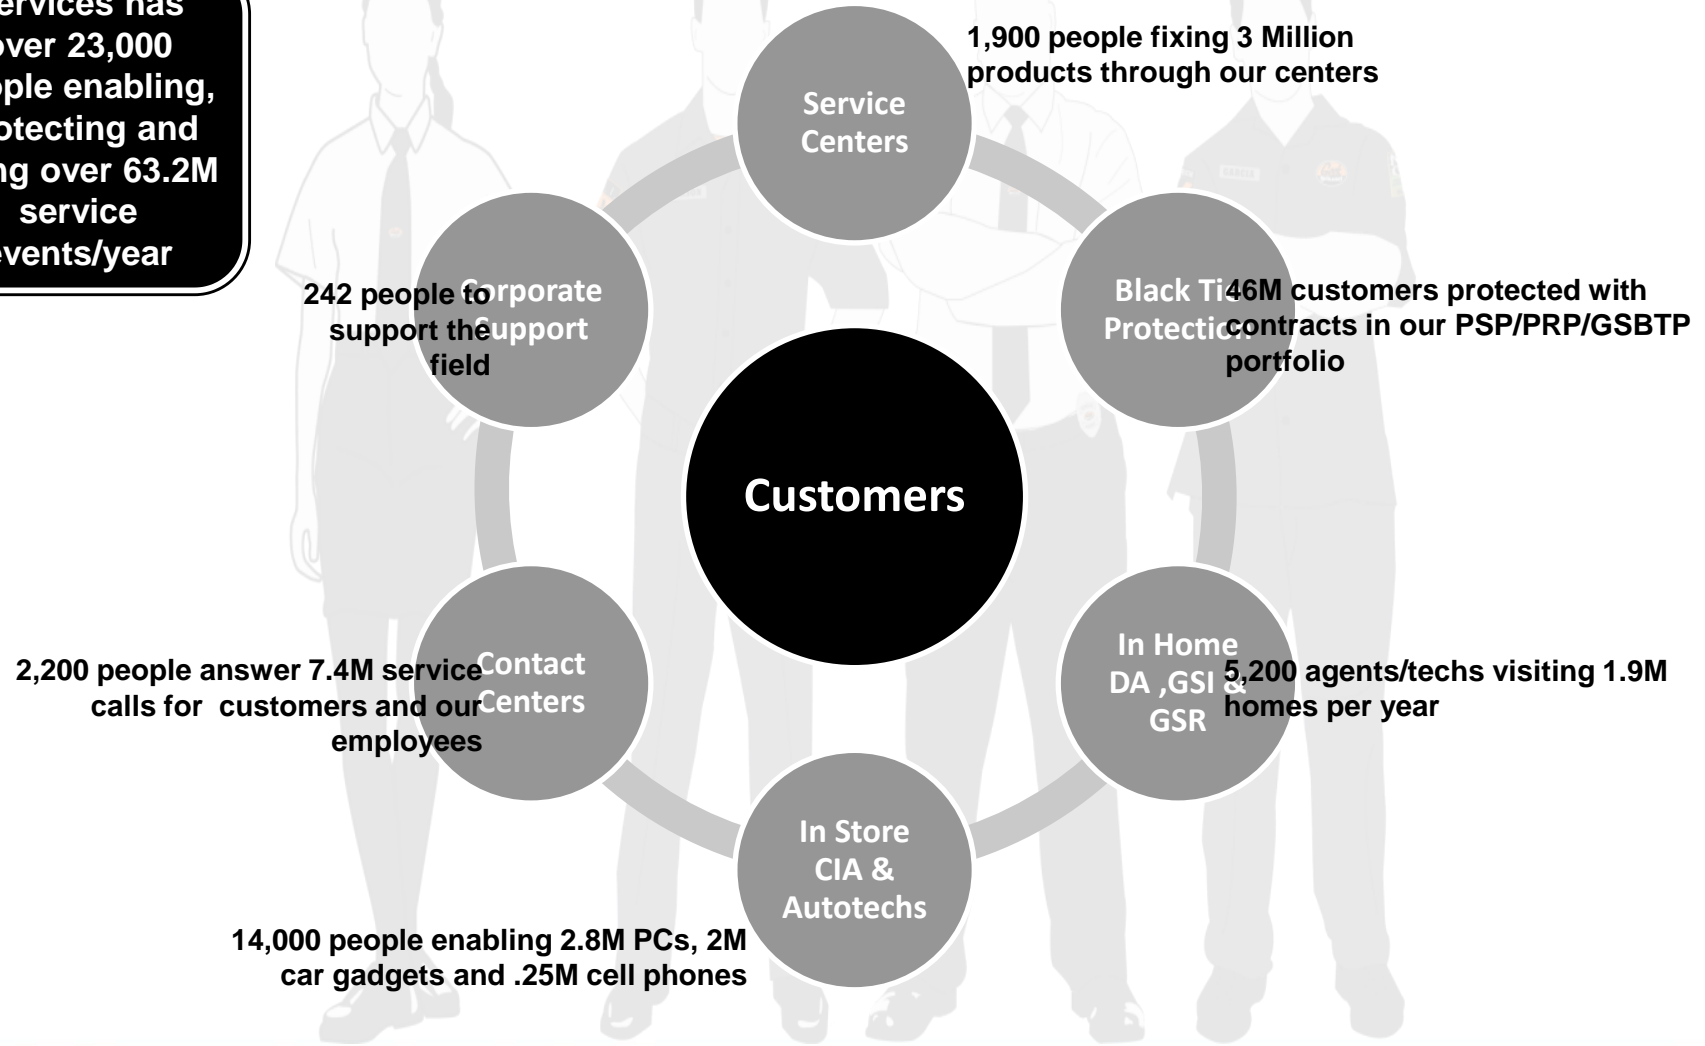 services has
over 23,000
people enabling,
protecting and
over 63.2M
service
events/year
1,900 people fixing 3 Million
products through our centers
Service
Centers
Corporate
Support
242 people to
support the
field
Black Tie
Protection
46M customers protected with
contracts in our PSP/PRP/GSBTP
portfolio
Customers
Contact
Centers
2,200 people answer 7.4M service
calls for customers and our
employees
In Home
DA ,GSI &
GSR
5,200 agents/techs visiting 1.9M
homes per year
In Store
CIA &
Autotechs
14,000 people enabling 2.8M PCs, 2M
car gadgets and .25M cell phones